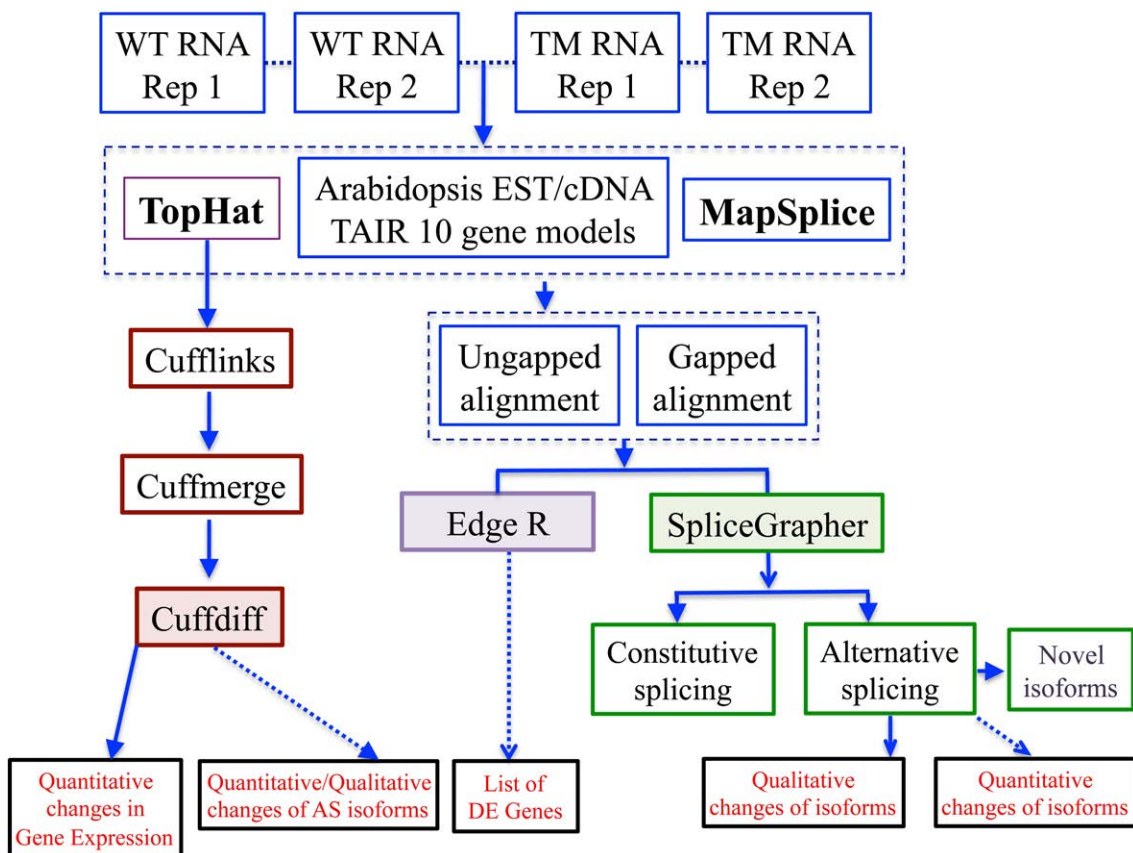 WT RNA
Rep 1
WT RNA
Rep 2
TM RNA
Rep 1
TM RNA
Rep 2
TopHat
Arabidopsis EST/cDNA
TAIR 10 gene models
MapSplice
Cufflinks
Ungapped
alignment
Gapped
alignment
Cuffmerge
Edge R
SpliceGrapher
Cuffdiff
Constitutive
splicing
Alternative
splicing
Novel
isoforms
Quantitative
changes in
Gene Expression
Quantitative/Qualitative
changes of AS isoforms
List of
DE Genes
Qualitative
changes of isoforms
Quantitative
changes of isoforms